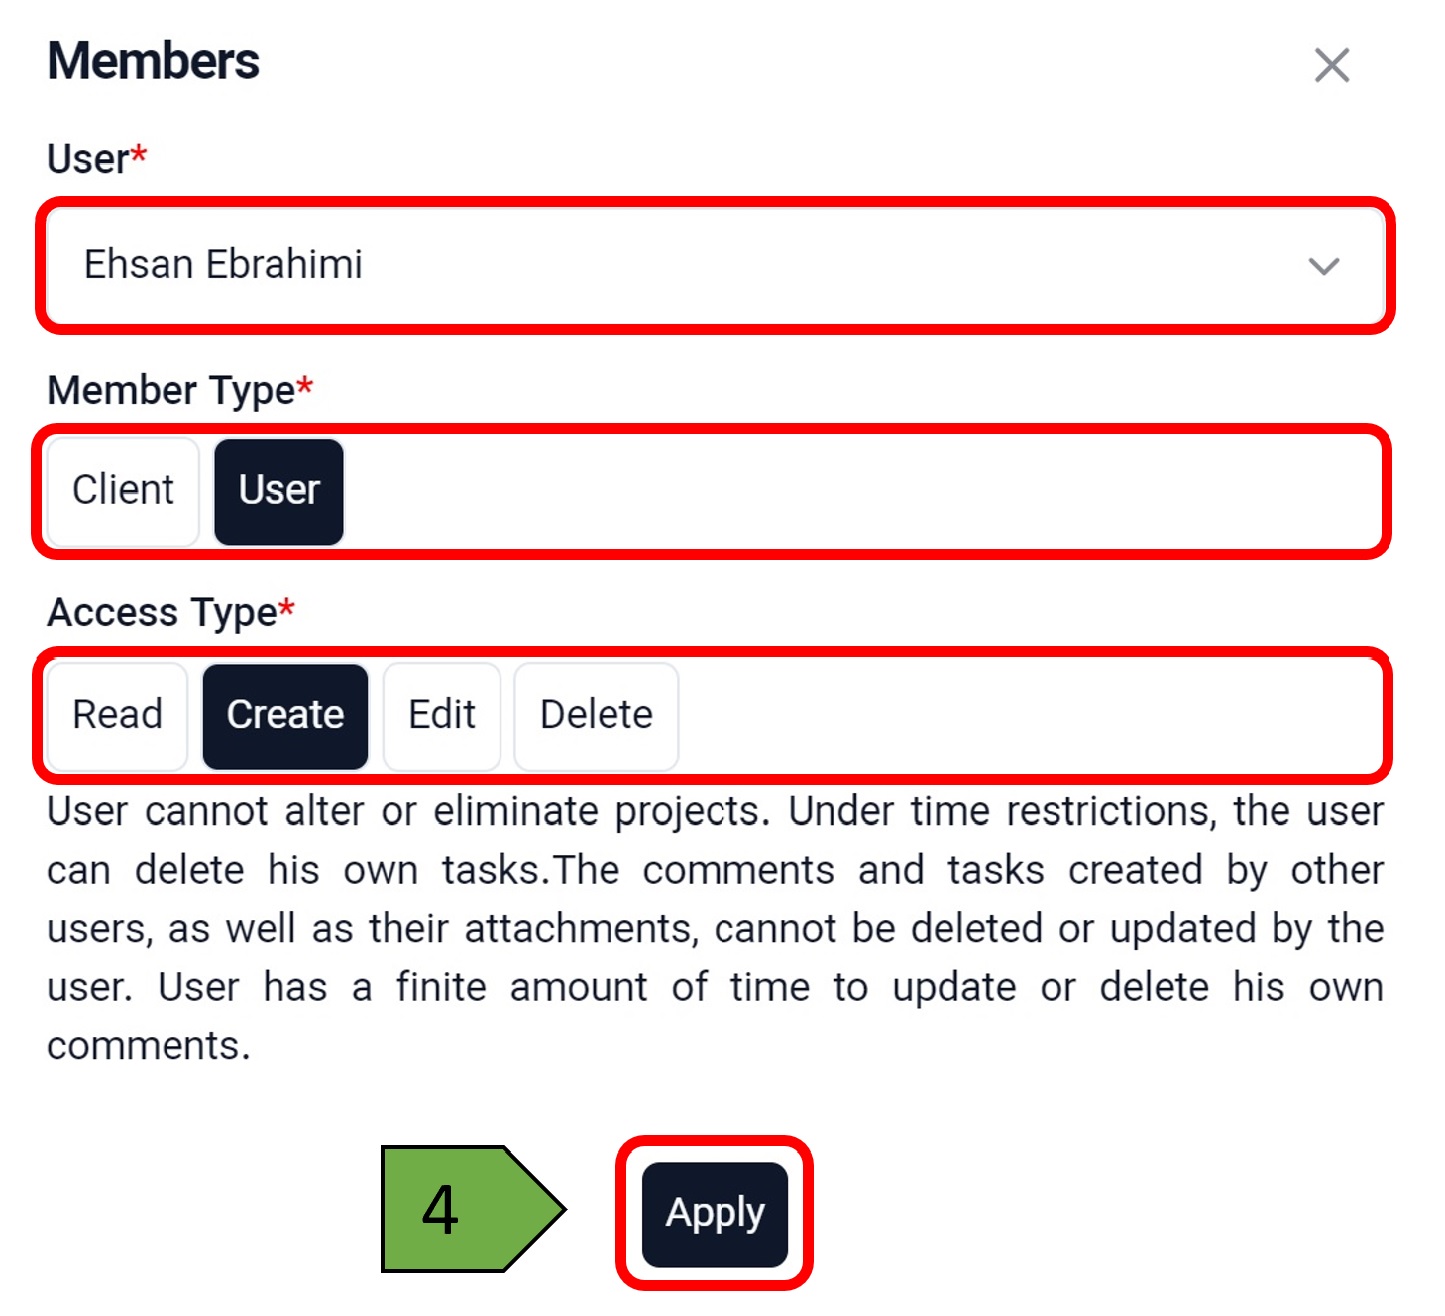 Members
User*
Ehsan Ebrahimi
Member Type*
Client User
Access Type*
Read Create Edit Delete
User cannot alter or eliminate projects. Under time restrictions, the user
can delete his own tasks.The comments and tasks created by other
users, as well as their attachments, cannot be deleted or updated by the
user. User has a finite amount of time to update or delete his own
comments.
4 Apply